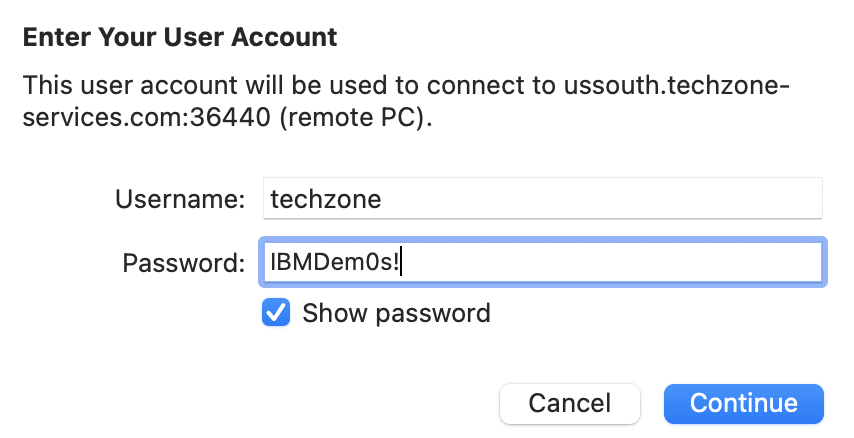 Enter Your User Account
This user account will be used to connect to ussouth.techzone-
services.com:36440 (remote PC).
Username: techzone
Password: IBMDem0s!
Show password
Cancel Continue